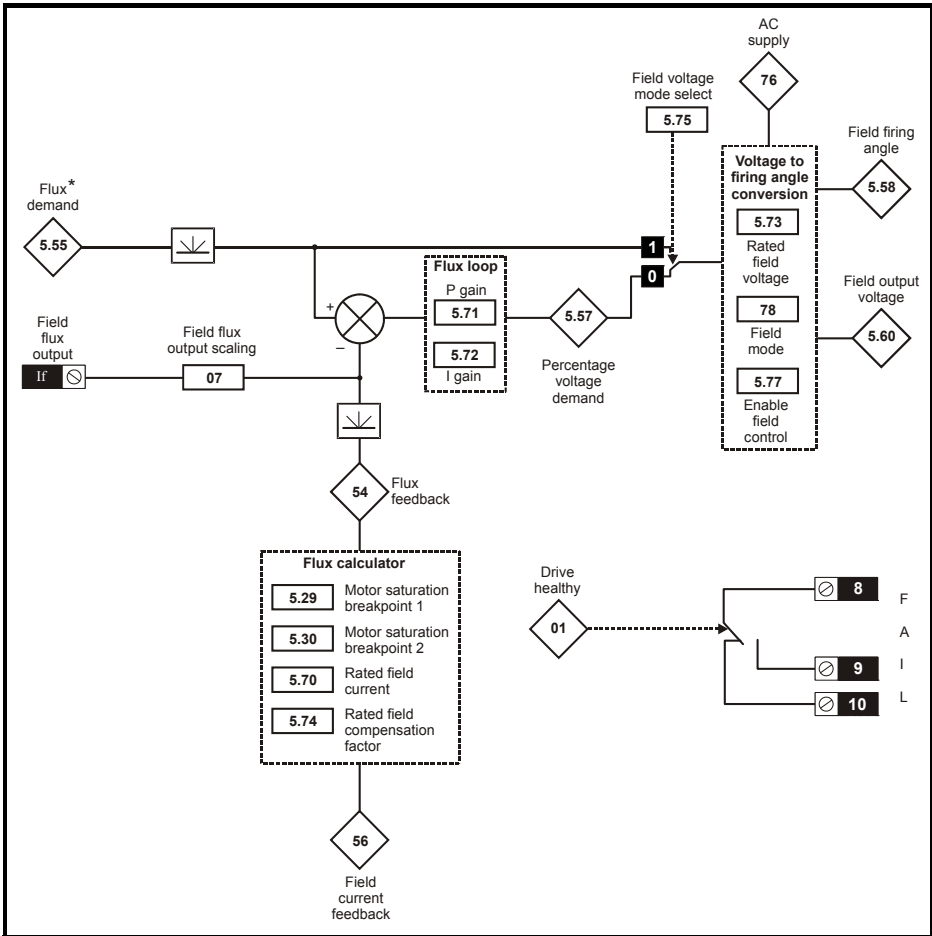 AC
supply
76
Field voltage
mode select
5.75
Field firing
angle
5.58
Voltage to
firing angle
conversion
5.73
Rated
field
voltage
78
Field
mode
5.77
Enable
field
control
Field output
voltage
5.60
Flux*
demand
5.55
1
0
Flux loop
P gain
5.71
5.72
I gain
5.57
Percentage
voltage
demand
+
–
Field
flux
output
If
Field flux
output scaling
07
54
Flux
feedback
Flux calculator
5.29
Motor saturation
breakpoint 1
5.30
Motor saturation
breakpoint 2
5.70
Rated field
current
5.74
Rated field
compensation
factor
56
Field
current
feedback
Drive
healthy
01
8
9
10
F
A
I
L